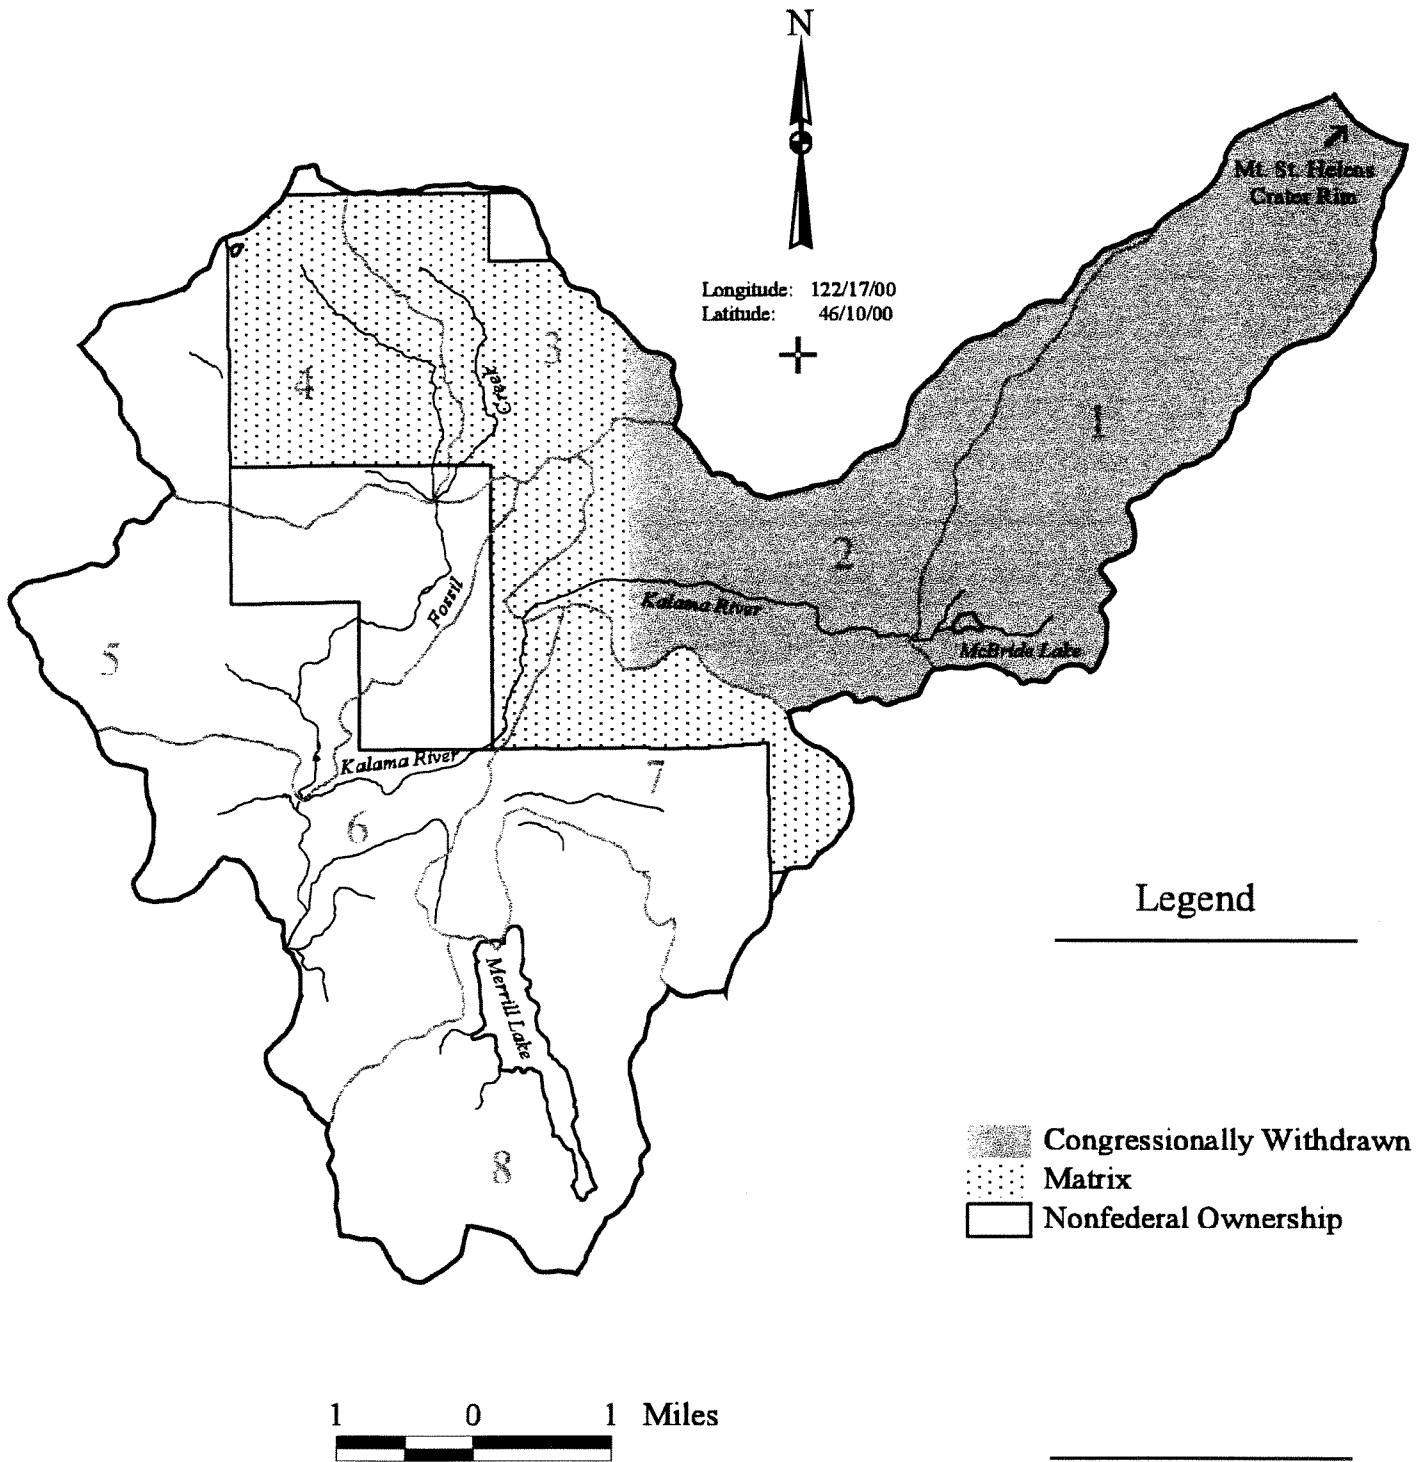 N
Mt. St. Helens
Crater Rim
Longitude: 122/17/00
Latitude: 46/10/00
3
4
Creek
1
2
Fossil
Kalama River
McBride Lake
5
Kalama River
7
6
Legend
Merrill Lake
Congressionally Withdrawn
8
Matrix
Nonfederal Ownership
1 0 1 Miles